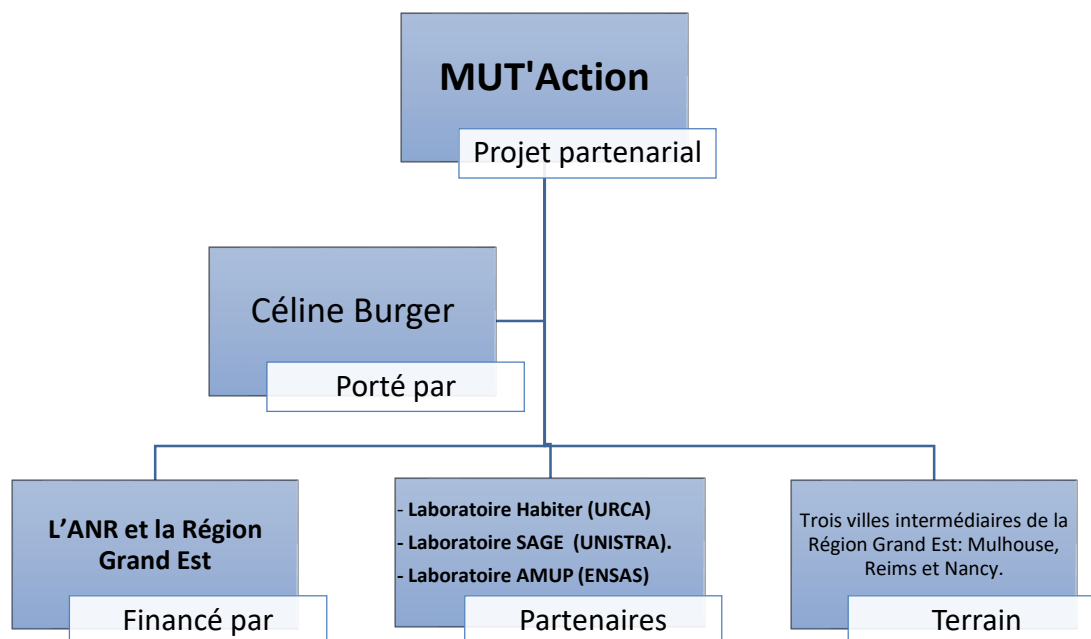 MUT'Action
Projet partenarial
Céline Burger
Porté par
L’ANR et la Région
Grand Est
Financé par
- Laboratoire Habiter (URCA)
- Laboratoire SAGE (UNISTRA).
- Laboratoire AMUP (ENSAS)
Partenaires
Trois villes intermédiaires de la
Région Grand Est: Mulhouse,
Reims et Nancy.
Terrain